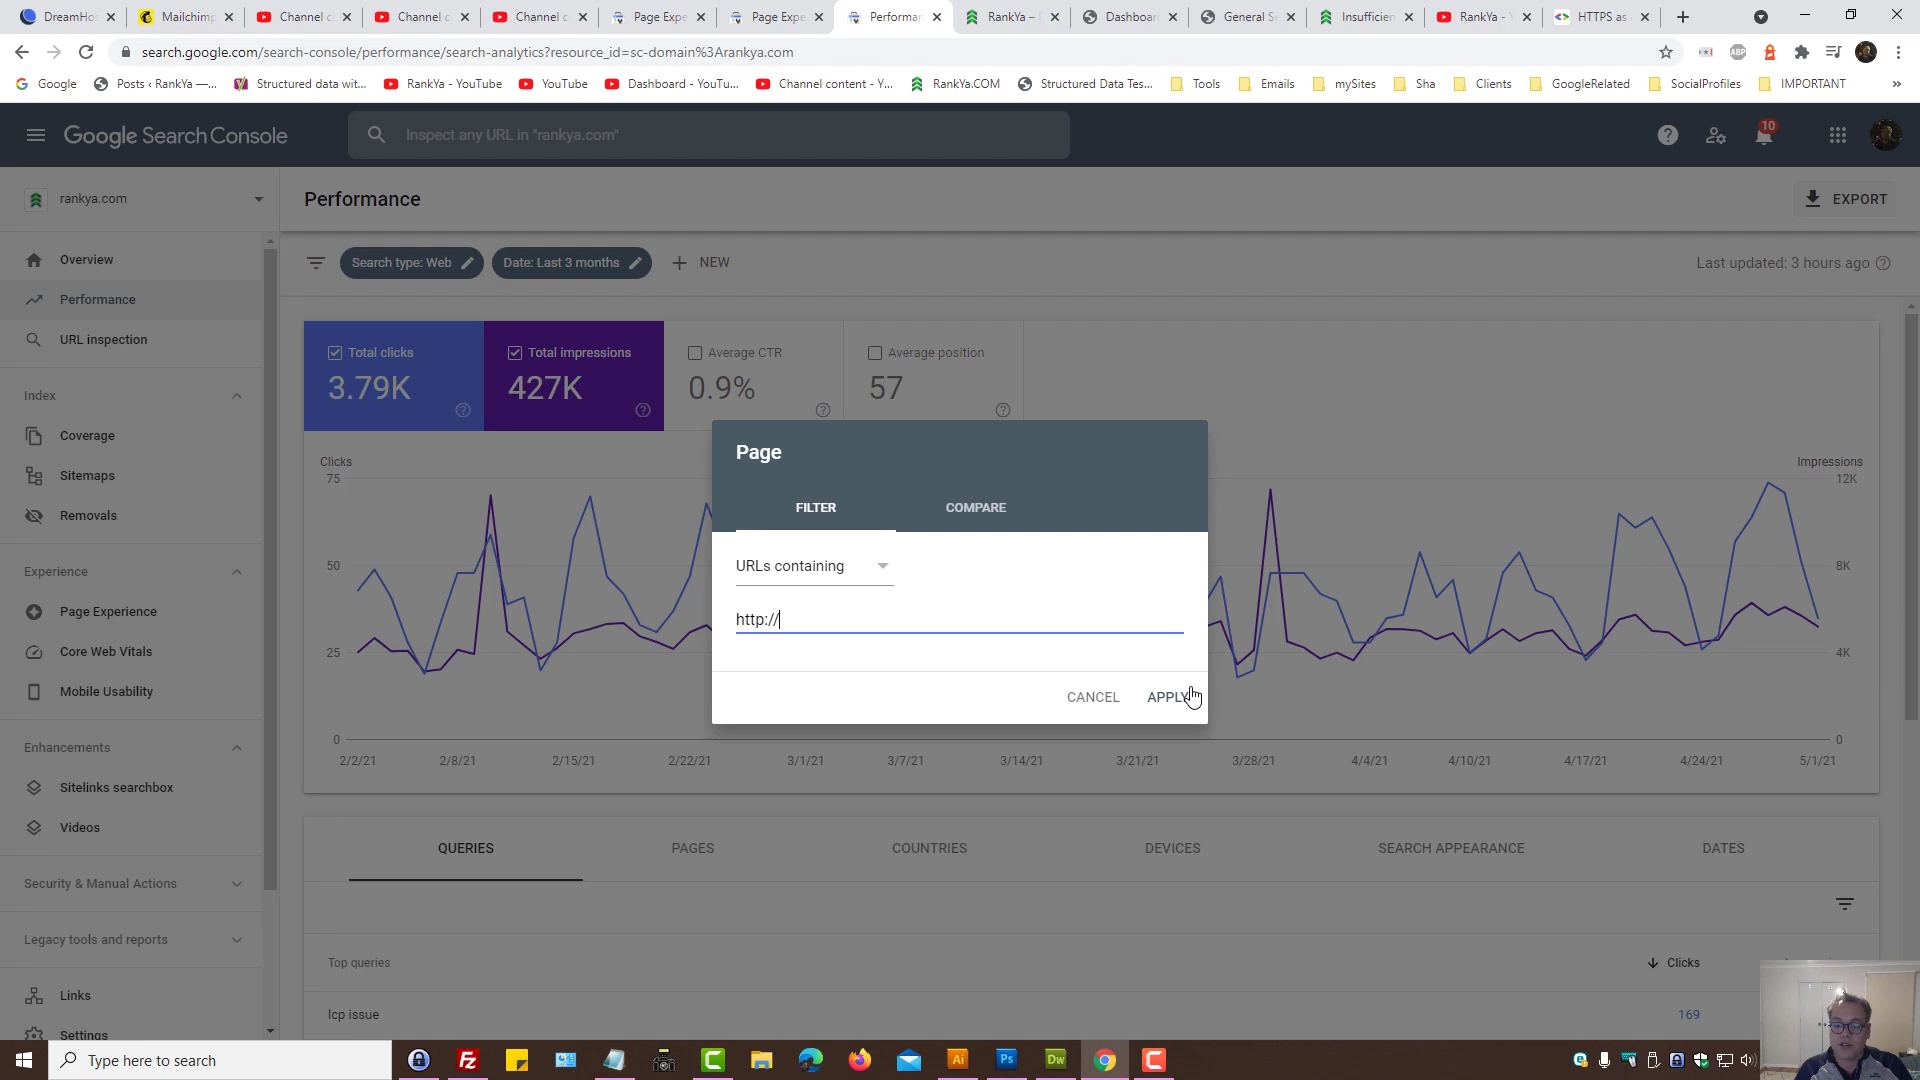 DreamHo
Mailchimp
Channel c
Channel c
Channel c
Page Expe
Page Expe
Performa
RankYa –
Dashboar
General Se
Insufficien
RankYa -
HTTPS as
search.google.com/search-console/performance/search-analytics?resource_id=sc-domain%3Arankya.com
Google
Posts ‹ RankYa —...
Structured data wit...
RankYa - YouTube
YouTube
Dashboard - YouTu...
Channel content - Y...
RankYa.COM
Structured Data Tes...
Tools
Emails
mySites
Sha
Clients
GoogleRelated
SocialProfiles
IMPORTANT
»
Google Search Console
Inspect any URL in "rankya.com"
10
rankya.com
Performance
EXPORT
Search type: Web
Date: Last 3 months
NEW
Last updated: 3 hours ago
Overview
Performance
URL inspection
Index
Coverage
Sitemaps
Removals
Experience
Page Experience
Core Web Vitals
Mobile Usability
Enhancements
Sitelinks searchbox
Videos
Security & Manual Actions
Legacy tools and reports
Links
Settings
Total clicks
3.79K
Total impressions
427K
Average CTR
0.9%
Average position
57
Clicks
Impressions
75
50
25
0
12K
8K
4K
0
2/2/21
2/8/21
2/15/21
2/22/21
3/1/21
3/7/21
3/14/21
3/21/21
3/28/21
4/4/21
4/10/21
4/17/21
4/24/21
5/1/21
Page
FILTER
COMPARE
URLs containing
http://
CANCEL
APPLY
QUERIES
PAGES
COUNTRIES
DEVICES
SEARCH APPEARANCE
DATES
Top queries
Clicks
lcp issue
169
Type here to search
Fz
Ai
Ps
Dw